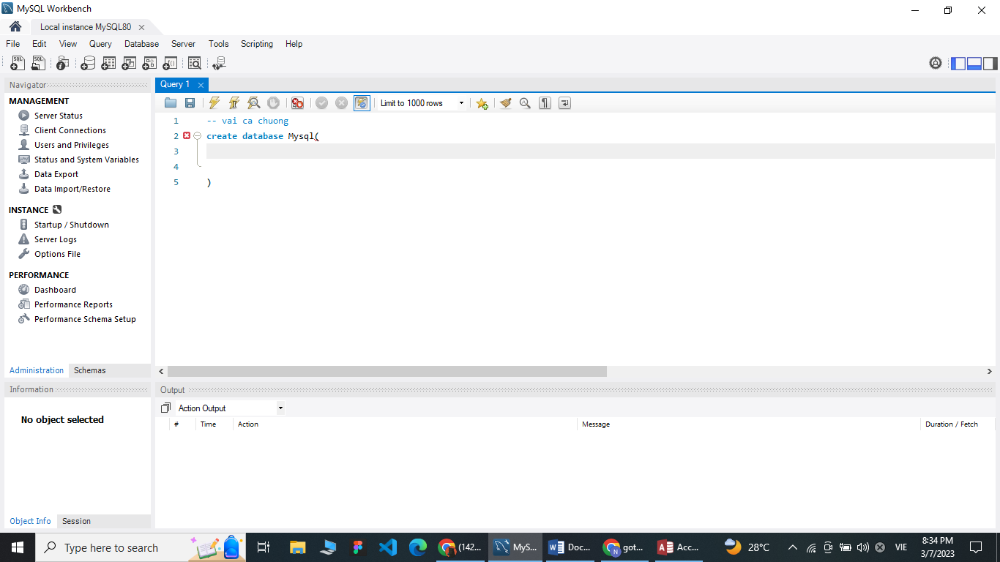 MySQL Workbench
Local instance MySQL80
File Edit View Query Database Server Tools Scripting Help
Navigator
MANAGEMENT
Server Status
Client Connections
Users and Privileges
Status and System Variables
Data Export
Data Import/Restore
INSTANCE
Startup / Shutdown
Server Logs
Options File
PERFORMANCE
Dashboard
Performance Reports
Performance Schema Setup
Administration Schemas
Information
No object selected
Object Info Session
Query 1
Limit to 1000 rows
1 -- vai ca chuong
2 create database Mysql(
3
4
5 )
Output
Action Output
# Time Action Message Duration / Fetch
Type here to search
(142...
MyS...
Doc...
got...
Acc...
28°C
VIE
8:34 PM
3/7/2023